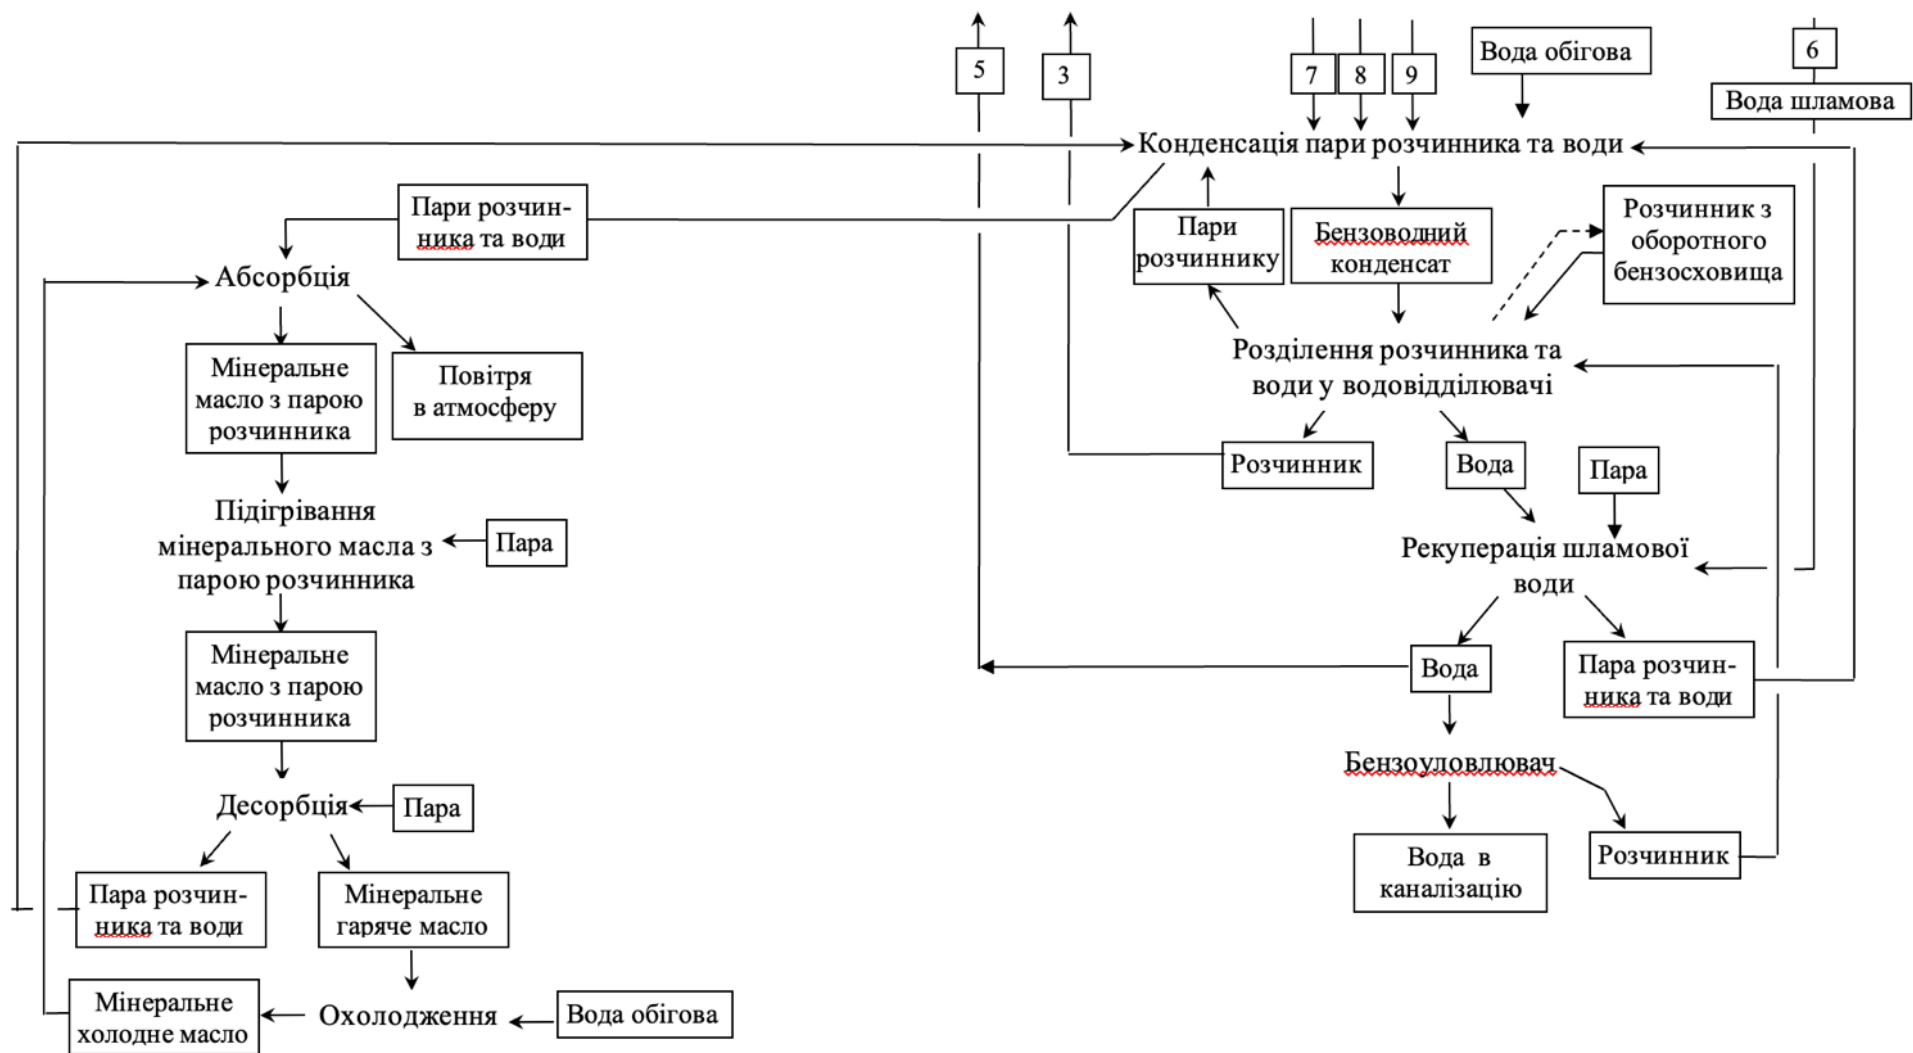 5
3
7
8
9
Вода обігова
6
Вода шламова
Конденсація пари розчинника та води
Пари розчин-
ника та води
Пари
розчиннику
Бензоводний
конденсат
Розчинник з
оборотного
бензосховища
Абсорбція
Мінеральне
масло з парою
розчинника
Повітря
в атмосферу
Розділення розчинника та
води у водовідділювачі
Розчинник
Вода
Пара
Підігрівання
мінерального масла з
парою розчинника
Пара
Рекуперація шламової
води
Мінеральне
масло з парою
розчинника
Вода
Пара розчин-
ника та води
Бензоуловлювач
Десорбція
Пара
Вода в
каналізацію
Розчинник
Пара розчин-
ника та води
Мінеральне
гаряче масло
Мінеральне
холодне масло
Охолодження
Вода обігова